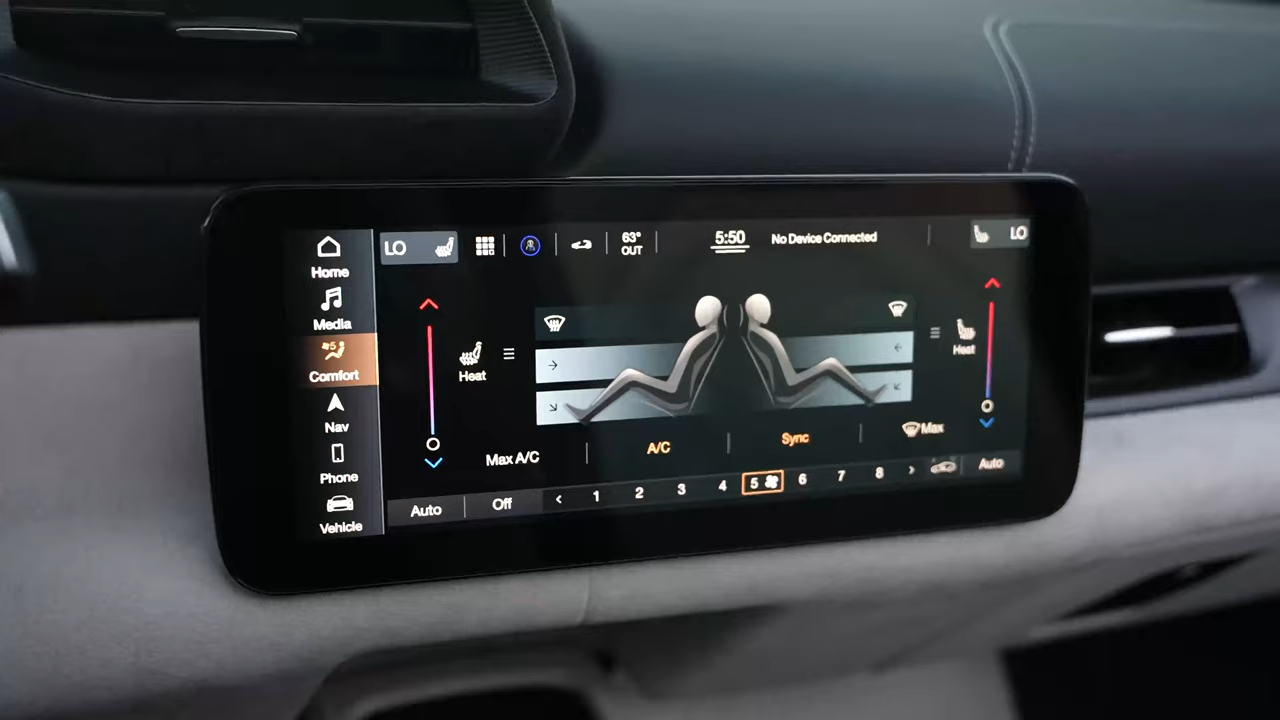 Home
Media
5
Comfort
Nav
Phone
Vehicle
LO
63°
OUT
5:50
No Device Connected
LO
Heat
Heat
Max A/C
A/C
Sync
Max
Auto
Off
< 1 2 3 4 5 6 7 8 >
Auto